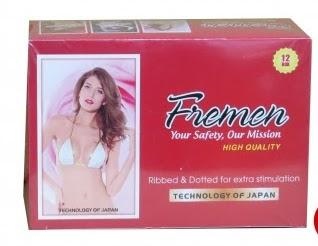 12
Fremen
Your Safety, Our Mission
HIGH QUALITY
Ribbed & Dotted for extra stimulation
TECHNOLOGY OF JAPAN
TECHNOLOGY OF JAPAN